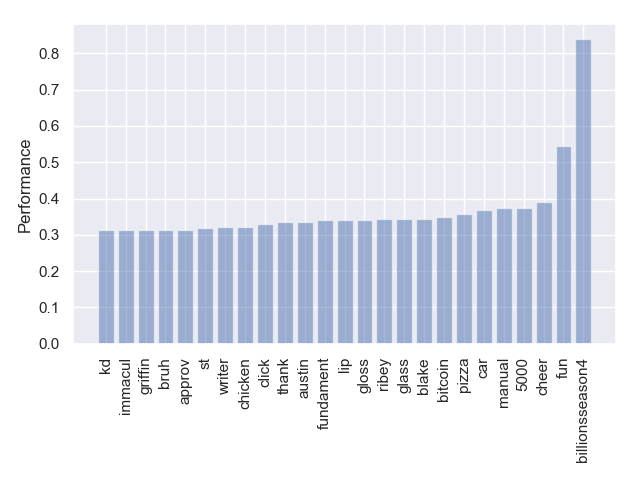 0.8
0.7
0.6
0.5
0.4
0.3
0.2
0.1
0.0
Performance
kd
immacul
griffin
bruh
approv
st
writer
chicken
click
thank
austin
fundament
lip
gloss
ribey
glass
blake
bitcoin
pizza
car
manual
5000
cheer
fun
billionsseason4